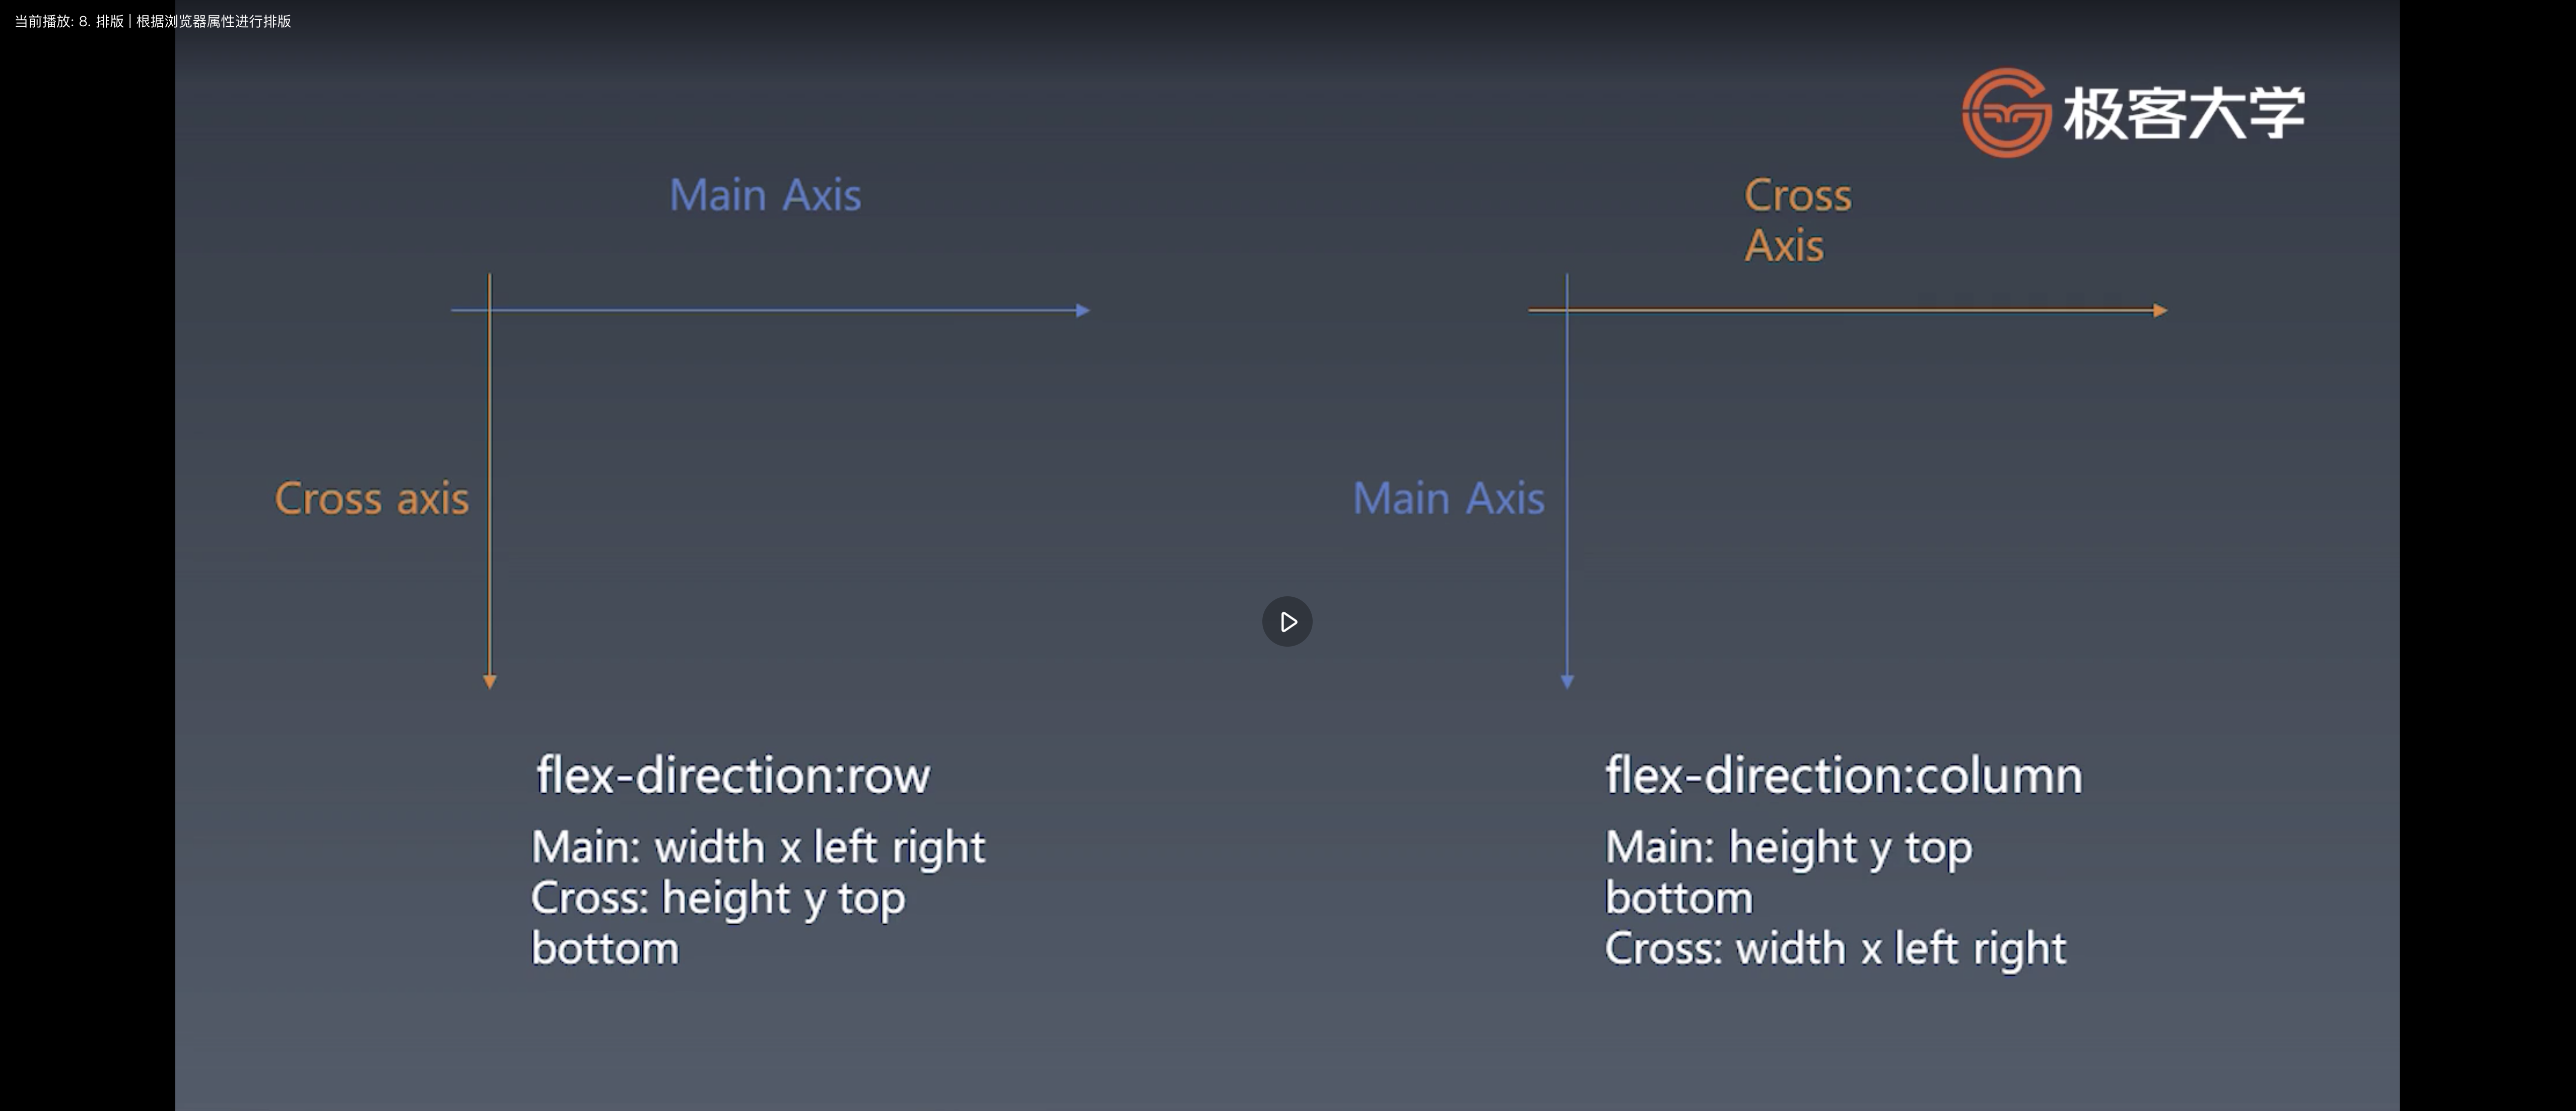 当前播放: 8. 排版 | 根据浏览器属性进行排版
极客大学
Main Axis
Cross axis
flex-direction:row
Main: width x left right
Cross: height y top
bottom
Cross
Axis
Main Axis
flex-direction:column
Main: height y top
bottom
Cross: width x left right